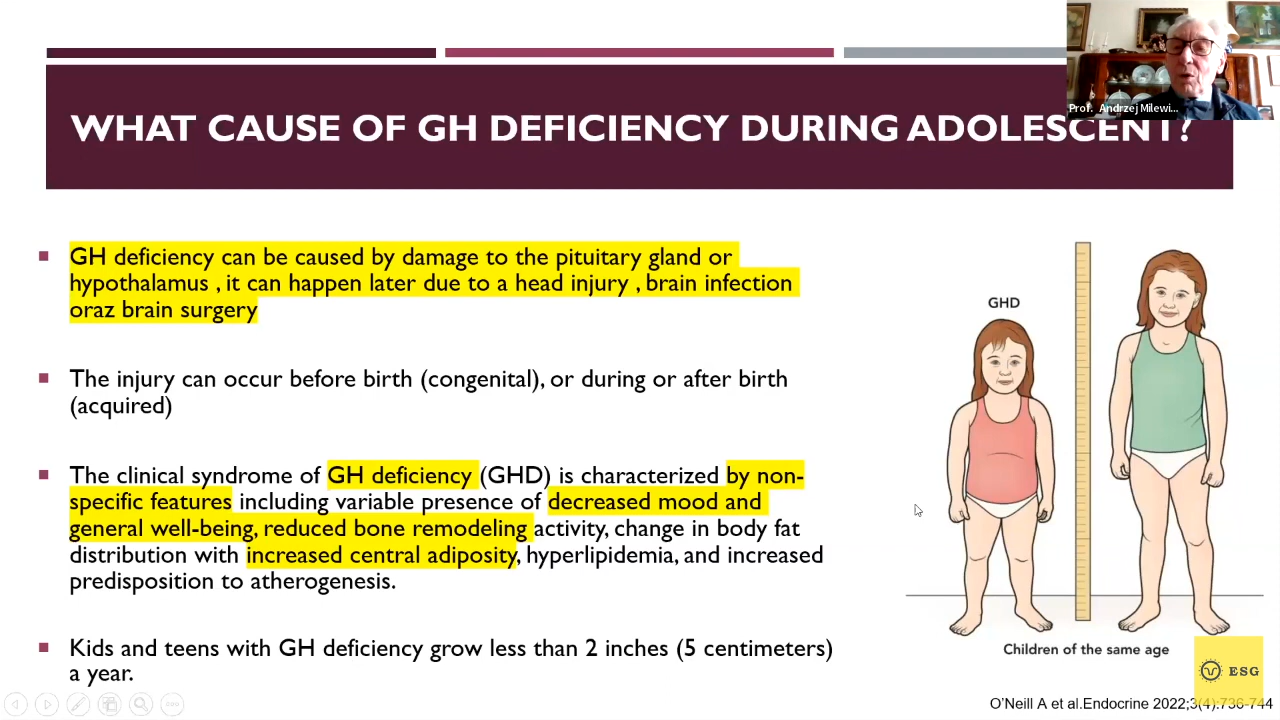 Prof. Andrzej Milewi...
WHAT CAUSE OF GH DEFICIENCY DURING ADOLESCENT?
GH deficiency can be caused by damage to the pituitary gland or
hypothalamus , it can happen later due to a head injury , brain infection
oraz brain surgery
The injury can occur before birth (congenital), or during or after birth
(acquired)
The clinical syndrome of GH deficiency (GHD) is characterized by non-
specific features including variable presence of decreased mood and
general well-being, reduced bone remodeling activity, change in body fat
distribution with increased central adiposity, hyperlipidemia, and increased
predisposition to atherogenesis.
Kids and teens with GH deficiency grow less than 2 inches (5 centimeters)
a year.
GHD
Children of the same age
ESG
O'Neill A et al.Endocrine 2022;3(4):736-744